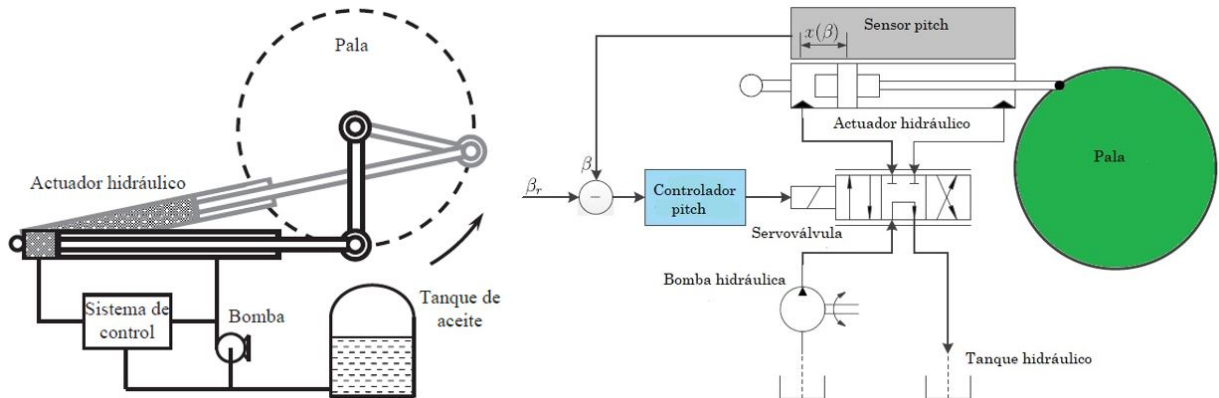 Pala
Actuador hidráulico
Sistema de
control
Bomba
Tanque de
aceite
Sensor pitch
x(β)
Actuador hidráulico
β
βᵣ
−
Controlador
pitch
Servoválvula
Pala
Bomba hidráulica
Tanque hidráulico